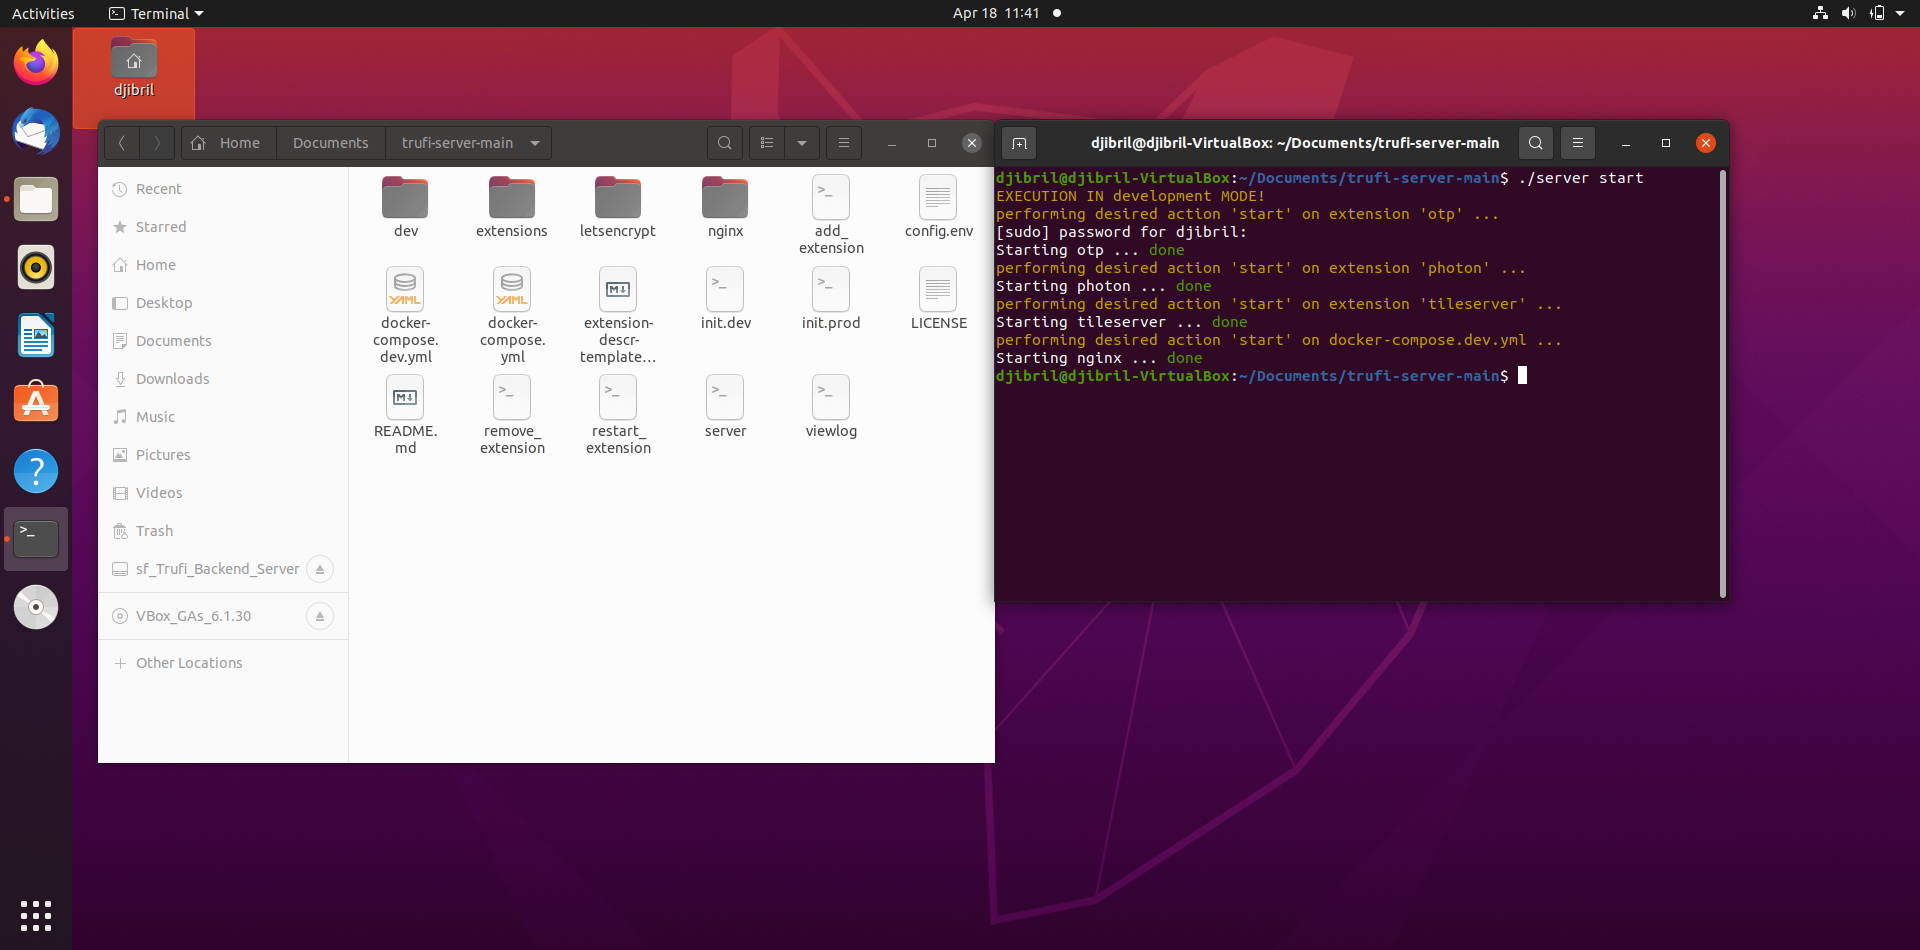 Activities
Terminal
Apr 18 11:41
djibril
Home
Documents
trufi-server-main
Recent
Starred
Home
Desktop
Documents
Downloads
Music
Pictures
Videos
Trash
sf_Trufi_Backend_Server
VBox_GAs_6.1.30
Other Locations
dev
extensions
letsencrypt
nginx
add_
extension
config.env
docker-
compose.
dev.yml
docker-
compose.
yml
extension-
descr-
template...
init.dev
init.prod
LICENSE
README.
md
remove_
extension
restart_
extension
server
viewlog
djibril@djibril-VirtualBox: ~/Documents/trufi-server-main
djibril@djibril-VirtualBox:~/Documents/trufi-server-main$ ./server start
EXECUTION IN development MODE!
performing desired action 'start' on extension 'otp' ...
[sudo] password for djibril:
Starting otp ... done
performing desired action 'start' on extension 'photon' ...
Starting photon ... done
performing desired action 'start' on extension 'tileserver' ...
Starting tileserver ... done
performing desired action 'start' on docker-compose.dev.yml ...
Starting nginx ... done
djibril@djibril-VirtualBox:~/Documents/trufi-server-main$